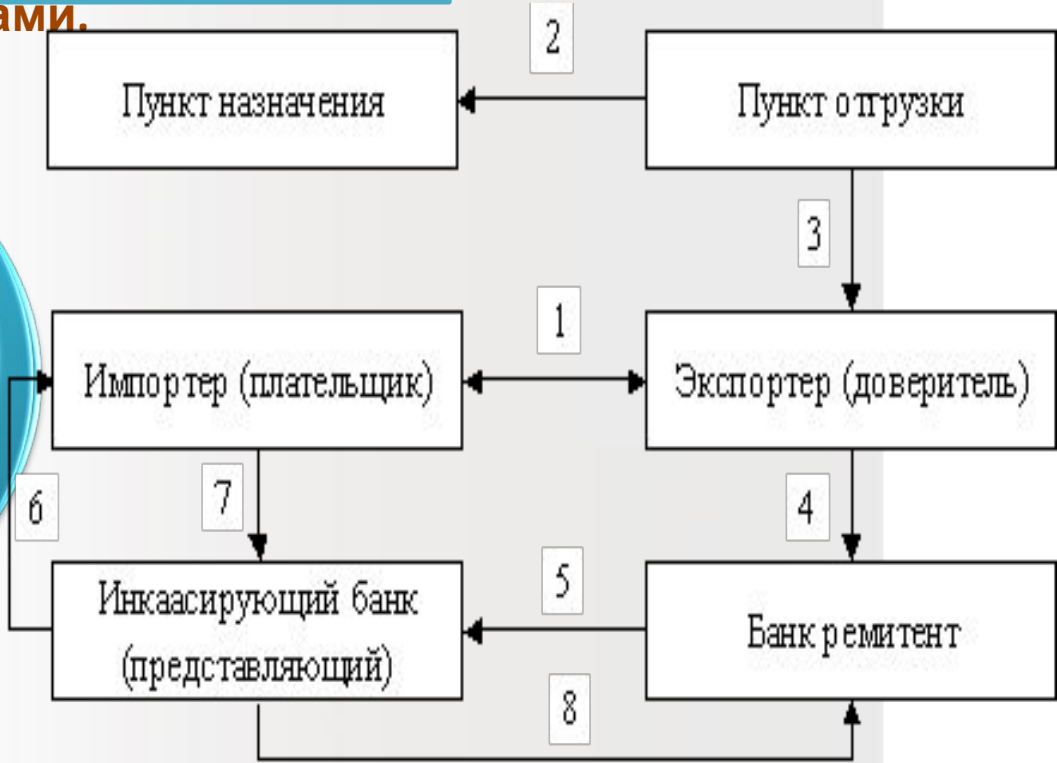 ами.
2
Пункт назначения
Пункт отгрузки
3
1
Импортер (плательщик)
Экспортер (доверитель)
6
7
4
Инкаасирующий банк
(представляющий)
5
Банк ремитент
8